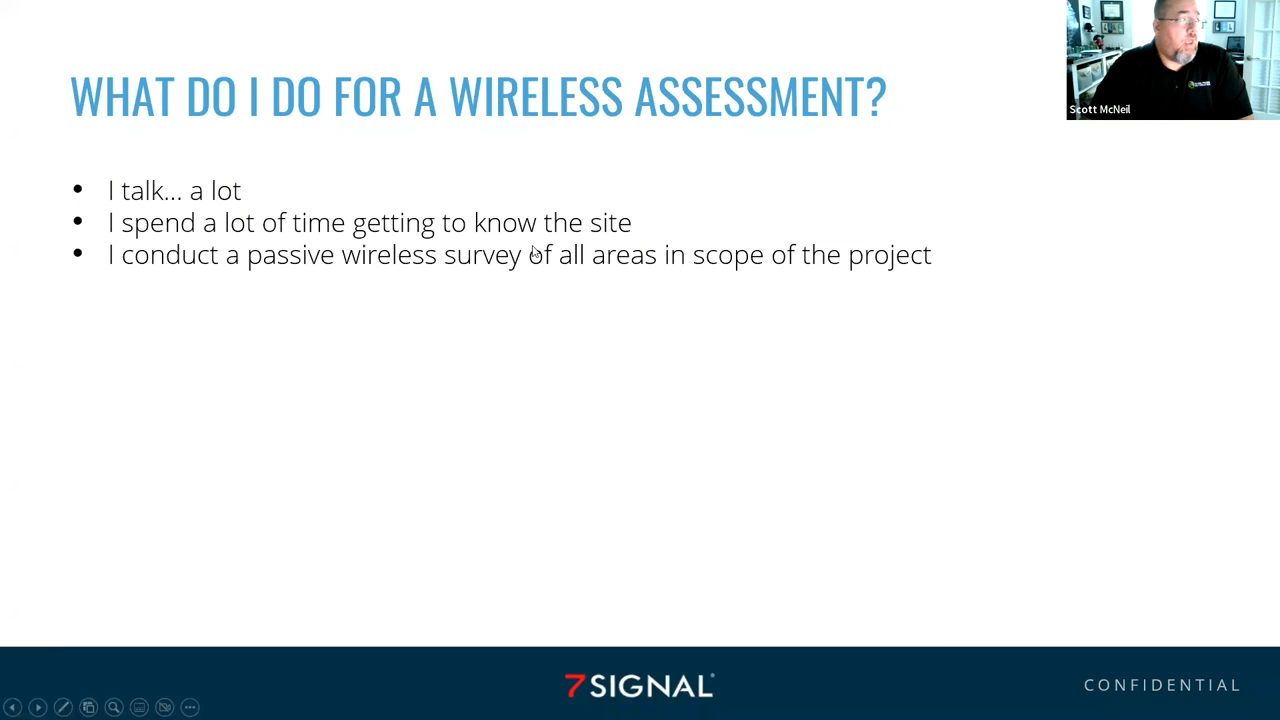 WHAT DO I DO FOR A WIRELESS ASSESSMENT?
Scott McNeil
• I talk... a lot
• I spend a lot of time getting to know the site
• I conduct a passive wireless survey of all areas in scope of the project
7SIGNAL
CONFIDENTIAL